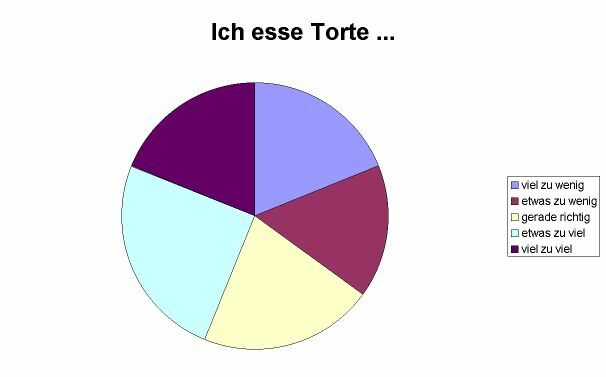 Ich esse Torte ...
viel zu wenig
etwas zu wenig
gerade richtig
etwas zu viel
viel zu viel